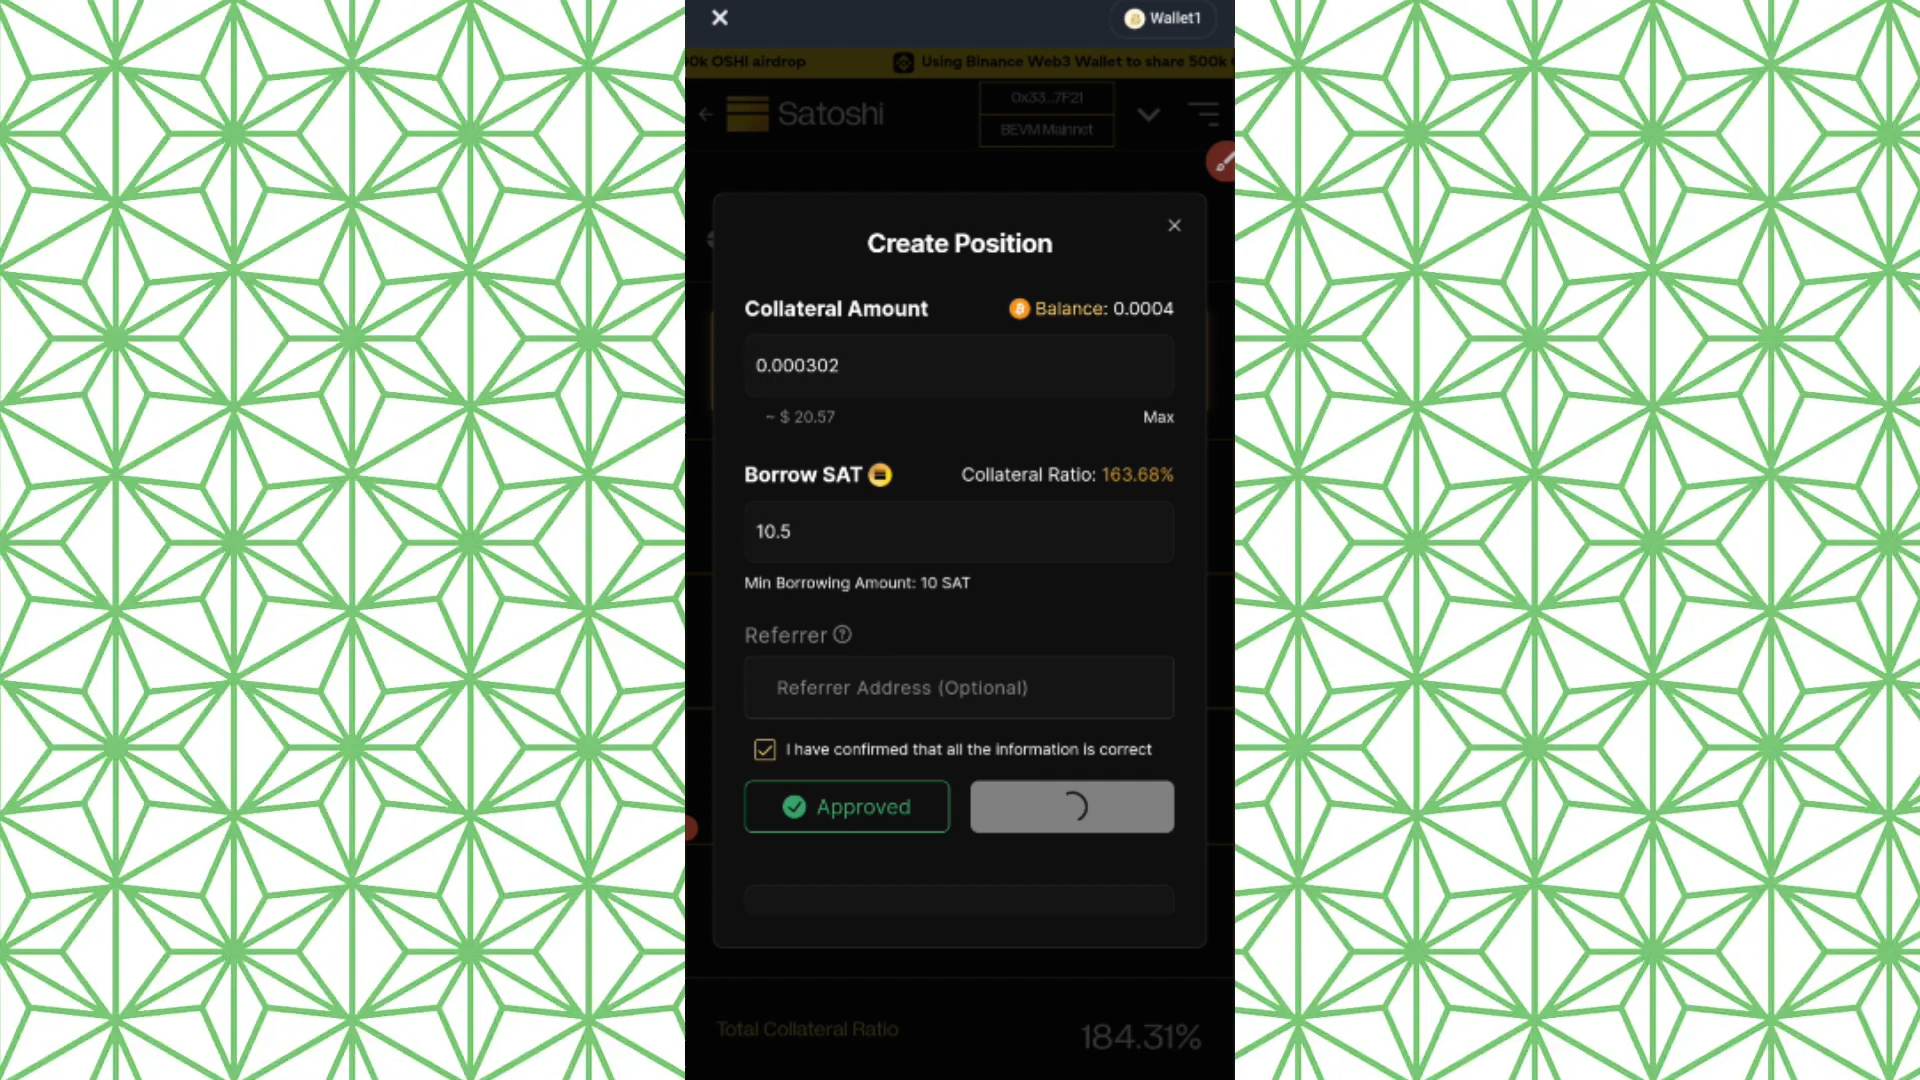 Wallet1
00k OSHI airdrop
Using Binance Web3 Wallet to share 500k
Satoshi
0x33...7F21
BEVM Mainnet
Create Position
Collateral Amount
Balance: 0.0004
0.000302
~ $ 20.57
Max
Borrow SAT
Collateral Ratio: 163.68%
10.5
Min Borrowing Amount: 10 SAT
Referrer
Referrer Address (Optional)
I have confirmed that all the information is correct
Approved
Total Collateral Ratio
184.31%